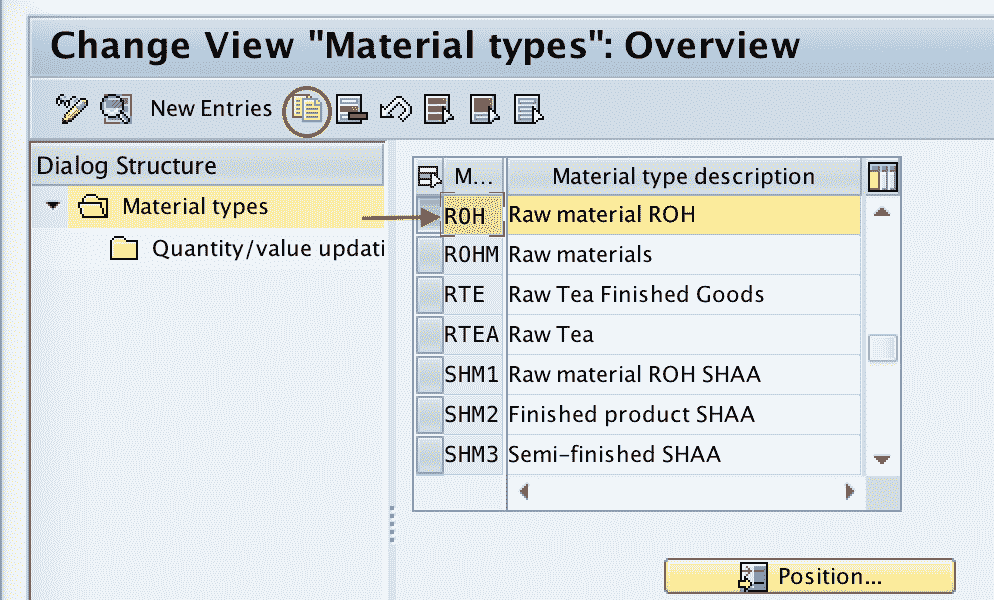 Change View "Material types": Overview
New Entries
Dialog Structure
Material types
Quantity/value updati
M... Material type description
ROH Raw material ROH
ROHM Raw materials
RTE Raw Tea Finished Goods
RTEA Raw Tea
SHM1 Raw material ROH SHAA
SHM2 Finished product SHAA
SHM3 Semi-finished SHAA
Position...